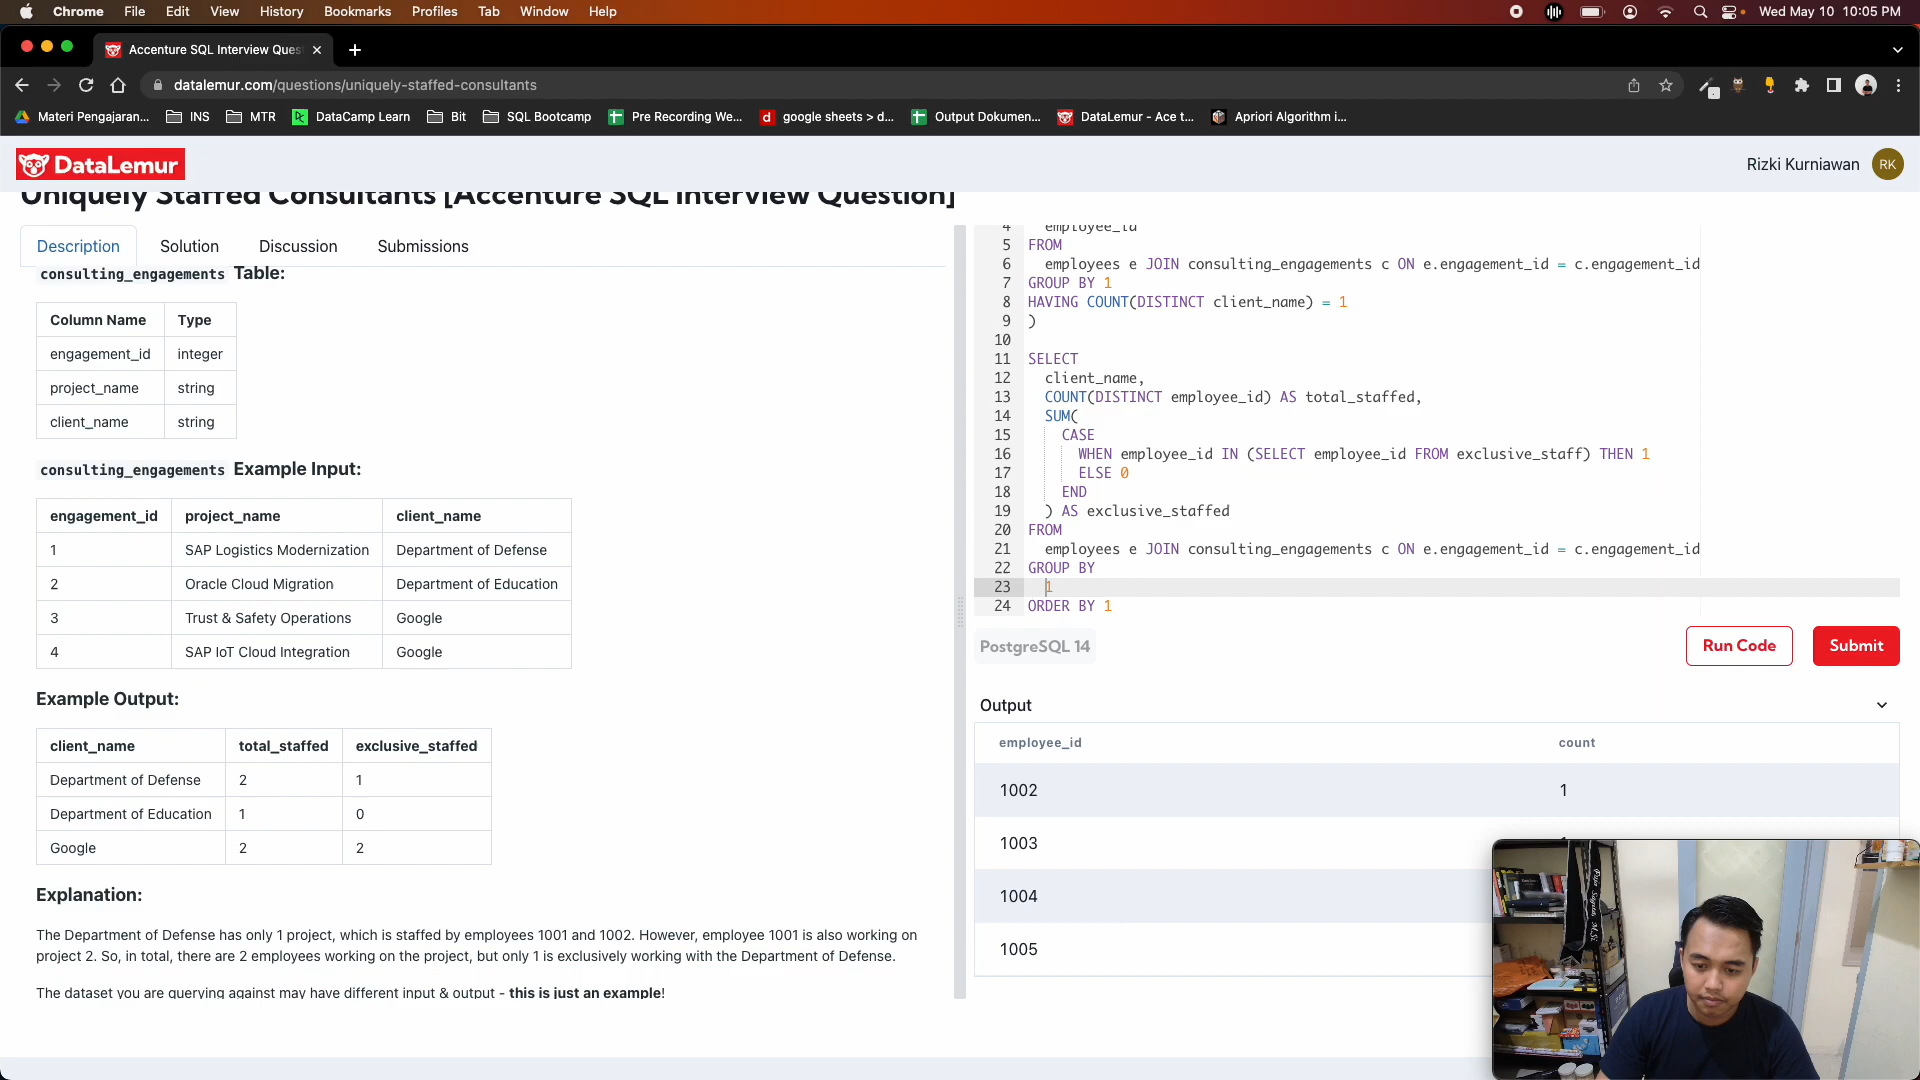 Chrome File Edit View History Bookmarks Profiles Tab Window Help Wed May 10 10:05 PM
Accenture SQL Interview Ques
datalemur.com/questions/uniquely-staffed-consultants
Materi Pengajaran... INS MTR DataCamp Learn Bit SQL Bootcamp Pre Recording We... google sheets > d... Output Dokumen... DataLemur - Ace t... Apriori Algorithm i...
DataLemur
Rizki Kurniawan RK
Uniquely Staffed Consultants [Accenture SQL Interview Question]
Description Solution Discussion Submissions
consulting_engagements Table:
Column Name Type
engagement_id integer
project_name string
client_name string
consulting_engagements Example Input:
engagement_id project_name client_name
1 SAP Logistics Modernization Department of Defense
2 Oracle Cloud Migration Department of Education
3 Trust & Safety Operations Google
4 SAP IoT Cloud Integration Google
Example Output:
client_name total_staffed exclusive_staffed
Department of Defense 2 1
Department of Education 1 0
Google 2 2
Explanation:
The Department of Defense has only 1 project, which is staffed by employees 1001 and 1002. However, employee 1001 is also working on
project 2. So, in total, there are 2 employees working on the project, but only 1 is exclusively working with the Department of Defense.
The dataset you are querying against may have different input & output - this is just an example!
4 employee_id
5 FROM
6 employees e JOIN consulting_engagements c ON e.engagement_id = c.engagement_id
7 GROUP BY 1
8 HAVING COUNT(DISTINCT client_name) = 1
9 )
10
11 SELECT
12 client_name,
13 COUNT(DISTINCT employee_id) AS total_staffed,
14 SUM(
15 CASE
16 WHEN employee_id IN (SELECT employee_id FROM exclusive_staff) THEN 1
17 ELSE 0
18 END
19 ) AS exclusive_staffed
20 FROM
21 employees e JOIN consulting_engagements c ON e.engagement_id = c.engagement_id
22 GROUP BY
23 1
24 ORDER BY 1
PostgreSQL 14
Run Code Submit
Output
employee_id count
1002 1
1003
1004
1005